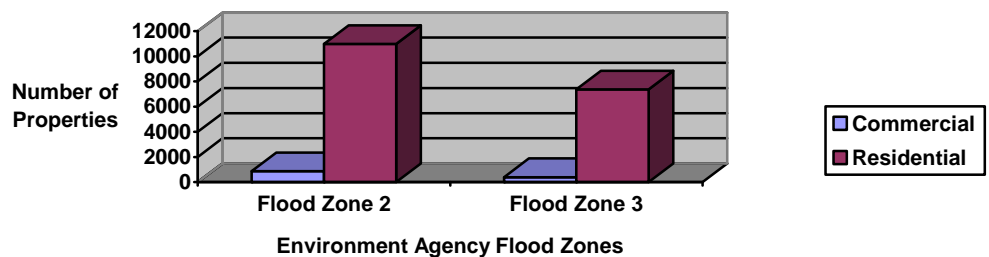 12000
10000
8000
6000
4000
2000
0
Number of
Properties
Flood Zone 2
Flood Zone 3
Environment Agency Flood Zones
Commercial
Residential